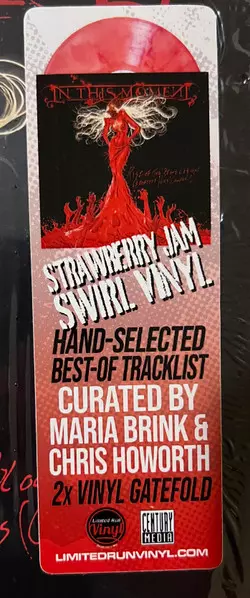 IN THIS MOMENT
STRAWBERRY JAM
SWIRL VINYL
HAND-SELECTED
BEST-OF TRACKLIST
CURATED BY
MARIA BRINK &
CHRIS HOWORTH
2x VINYL GATEFOLD
Limited Run
Vinyl
CENTURY
MEDIA
LIMITEDRUNVINYL.COM